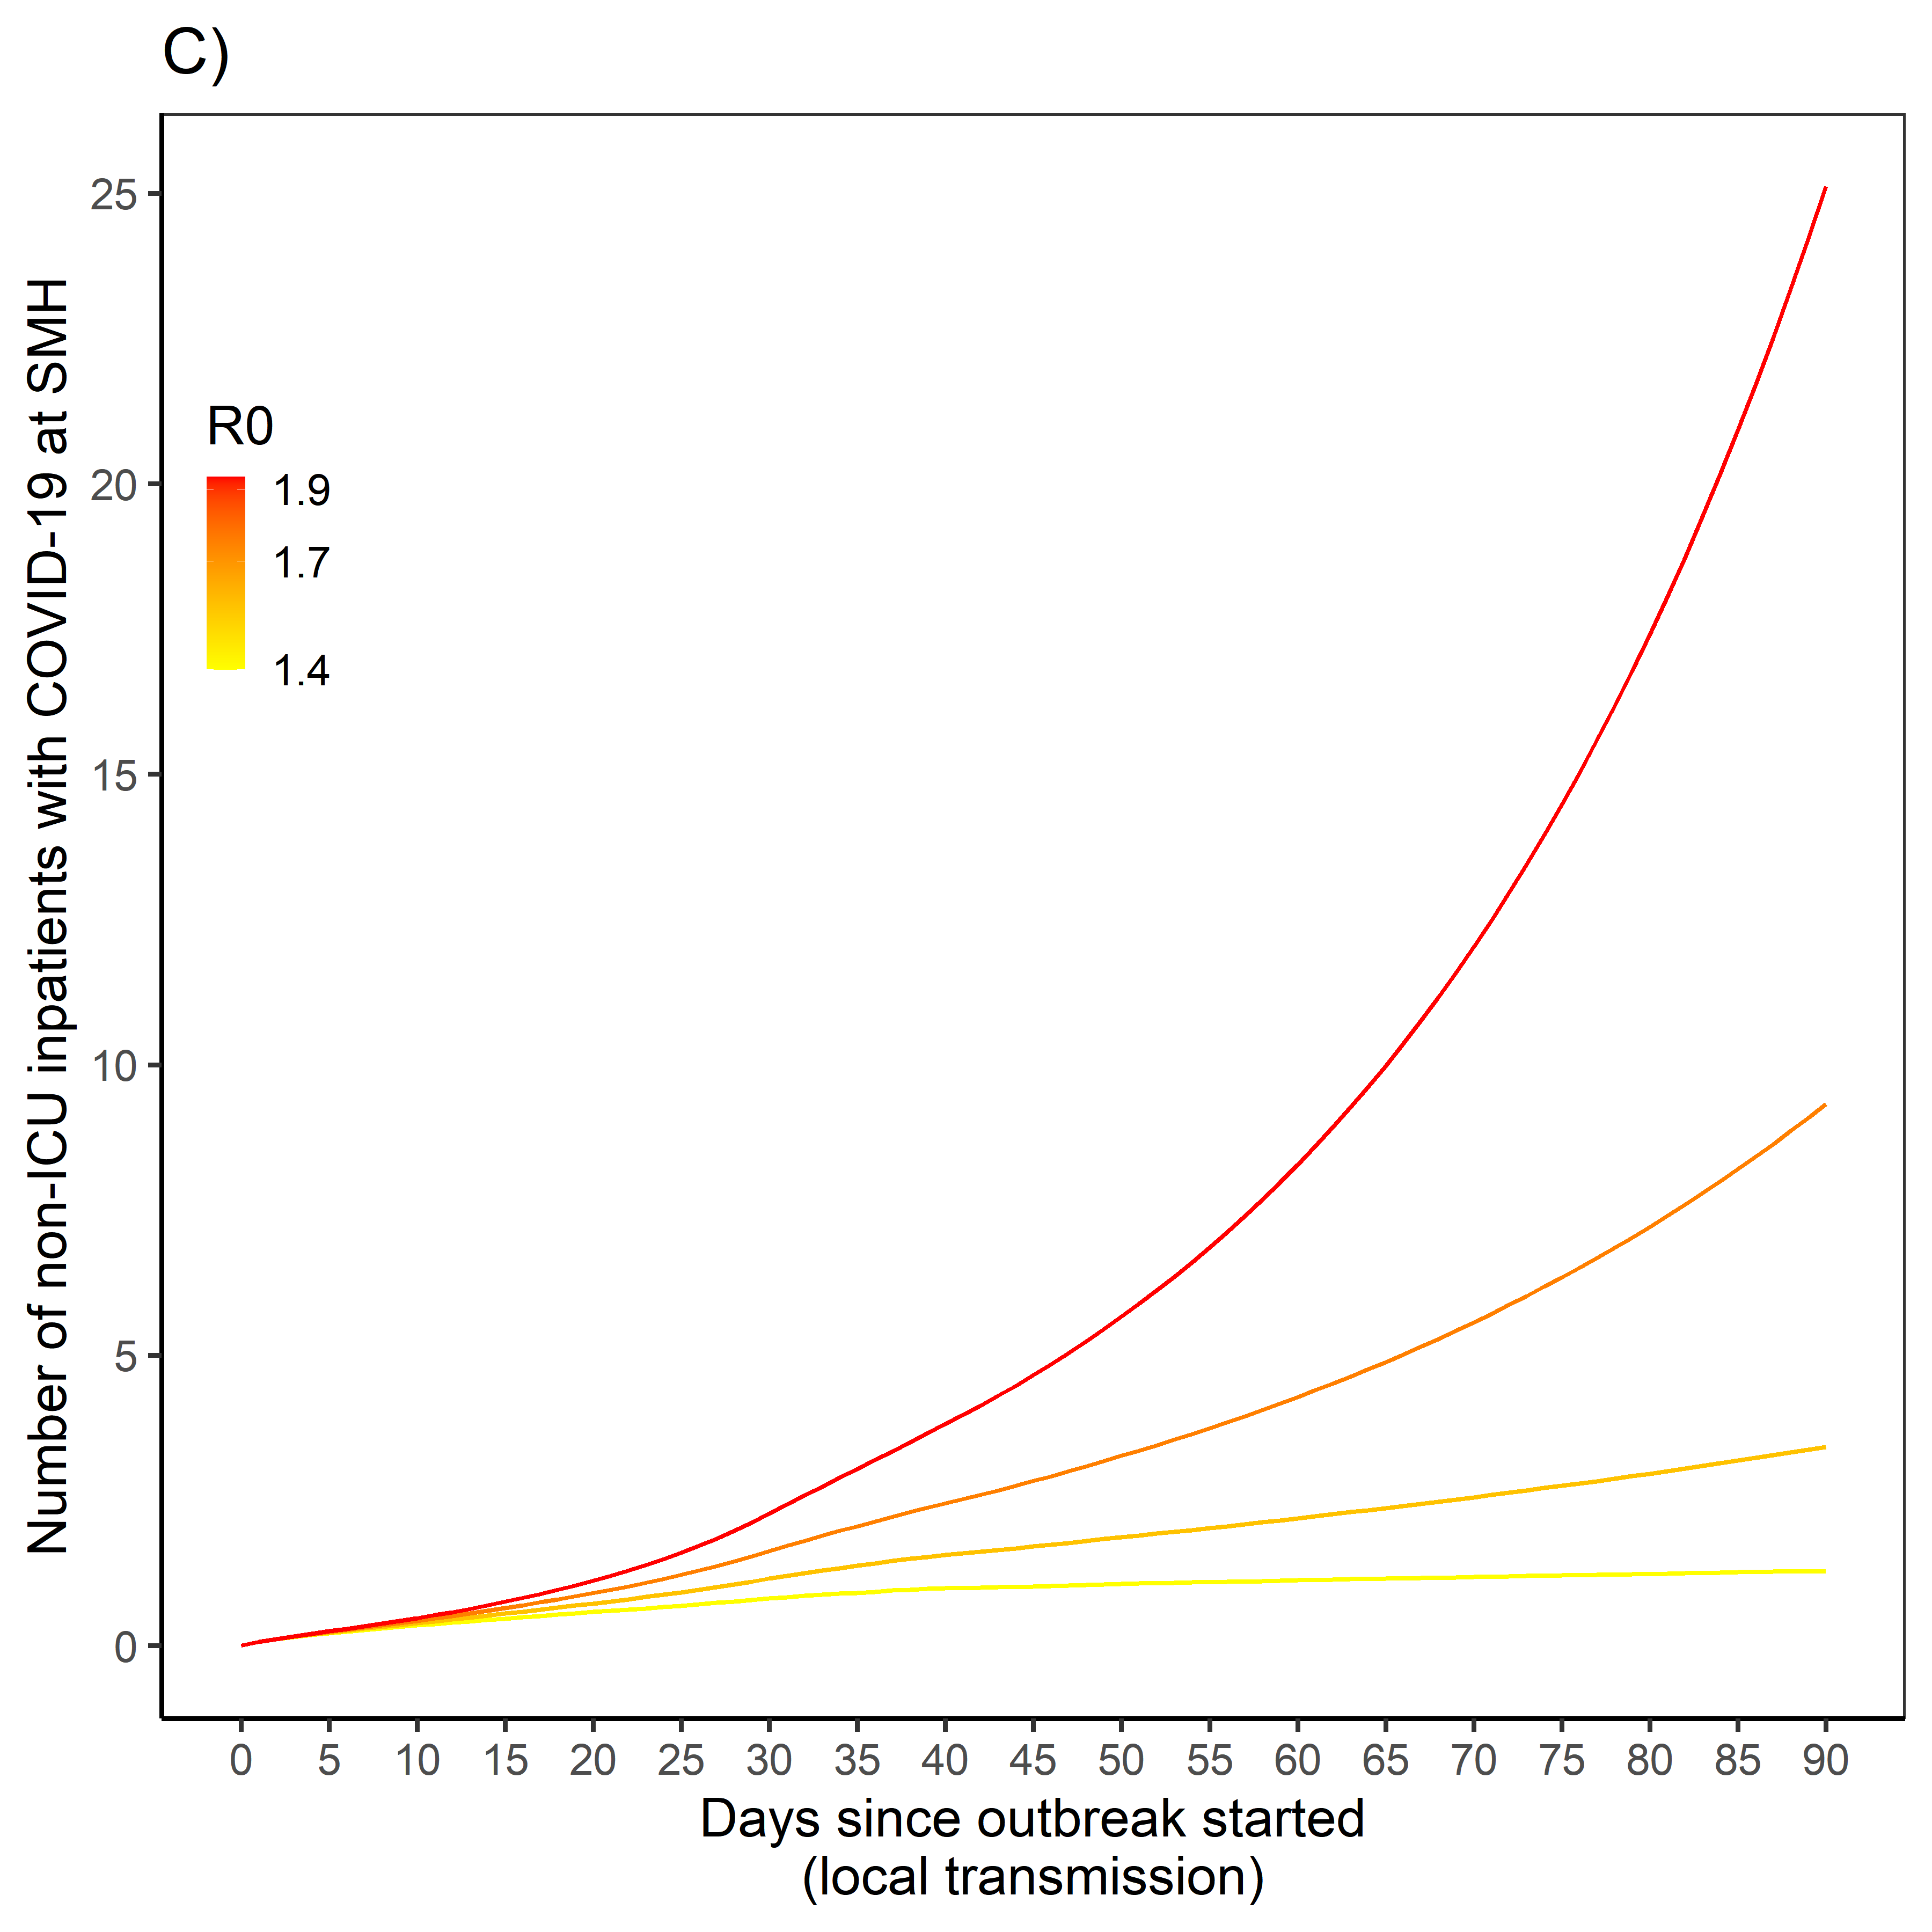 C)
Number of non-ICU inpatients with COVID-19 at SMH
25
20
15
10
5
0
R0
1.9
1.7
1.4
0 5 10 15 20 25 30 35 40 45 50 55 60 65 70 75 80 85 90
Days since outbreak started
(local transmission)